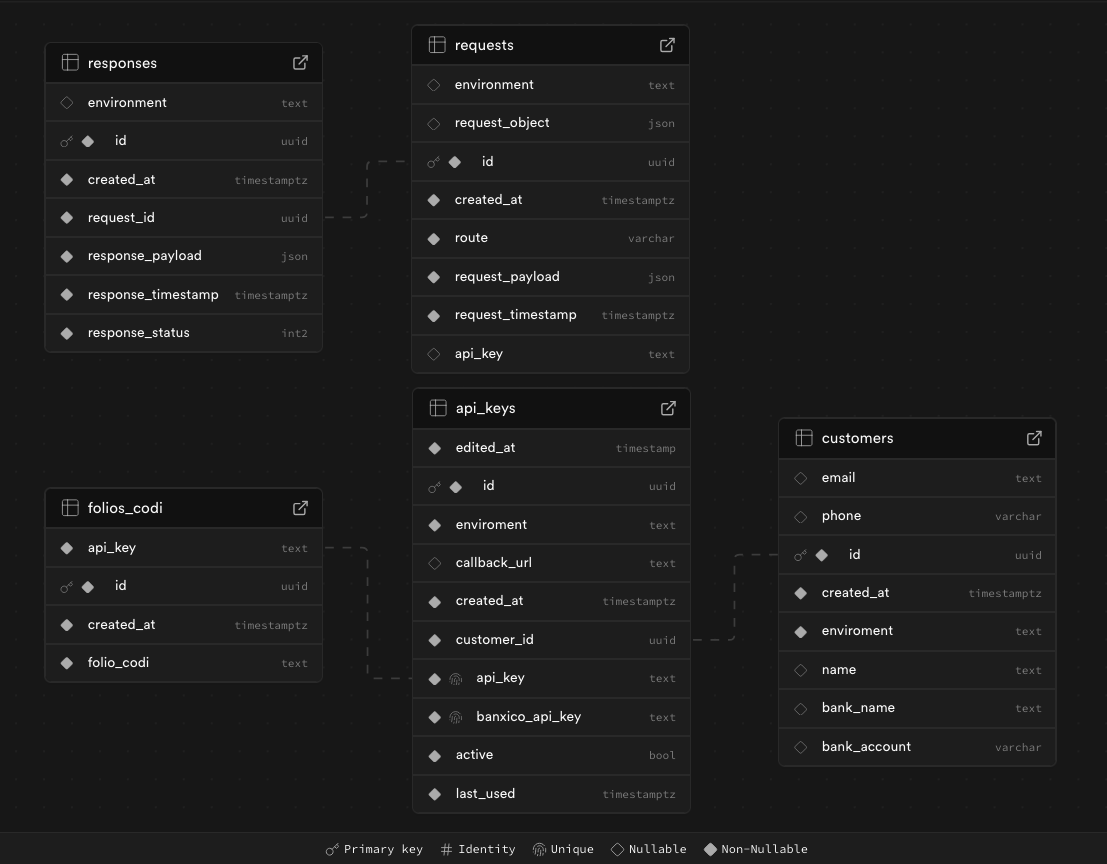 responses
environment text
id uuid
created_at timestamptz
request_id uuid
response_payload json
response_timestamp timestamptz
response_status int2
requests
environment text
request_object json
id uuid
created_at timestamptz
route varchar
request_payload json
request_timestamp timestamptz
api_key text
folios_codi
api_key text
id uuid
created_at timestamptz
folio_codi text
api_keys
edited_at timestamp
id uuid
enviroment text
callback_url text
created_at timestamptz
customer_id uuid
api_key text
banxico_api_key text
active bool
last_used timestamptz
customers
email text
phone varchar
id uuid
created_at timestamptz
enviroment text
name text
bank_name text
bank_account varchar
Primary key Identity Unique Nullable Non-Nullable